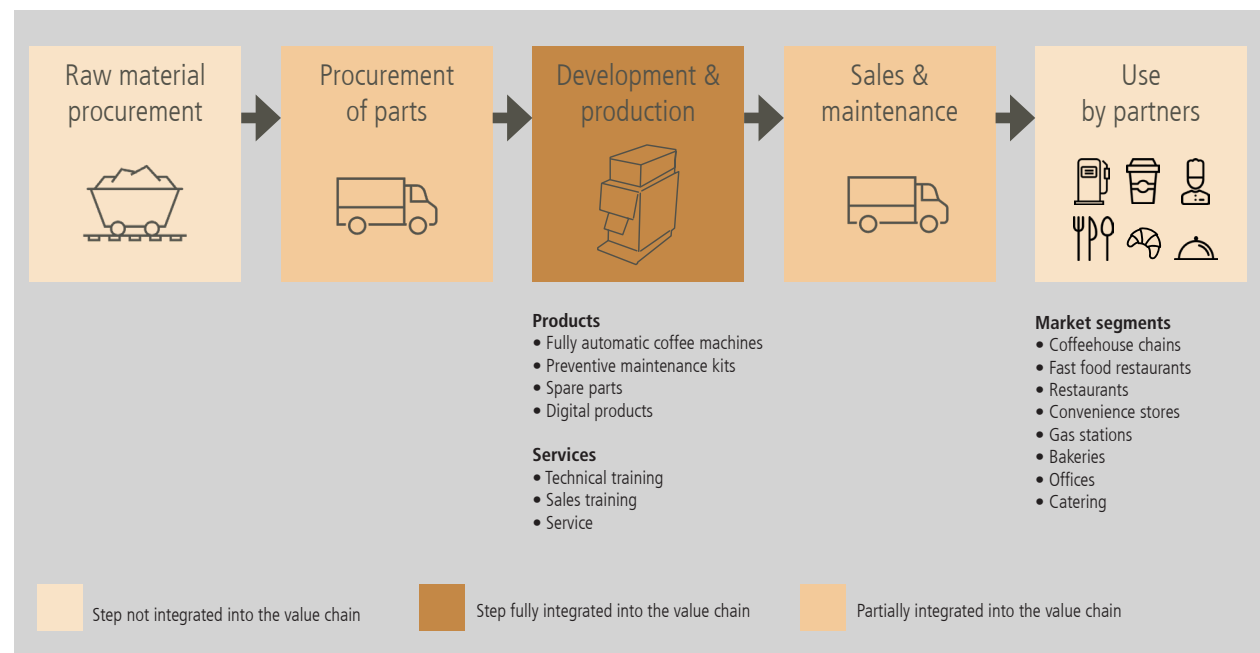 Raw material
procurement
Procurement
of parts
Development &
production
Sales &
maintenance
Use
by partners
Products
• Fully automatic coffee machines
• Preventive maintenance kits
• Spare parts
• Digital products
Services
• Technical training
• Sales training
• Service
Market segments
• Coffeehouse chains
• Fast food restaurants
• Restaurants
• Convenience stores
• Gas stations
• Bakeries
• Offices
• Catering
Step not integrated into the value chain
Step fully integrated into the value chain
Partially integrated into the value chain